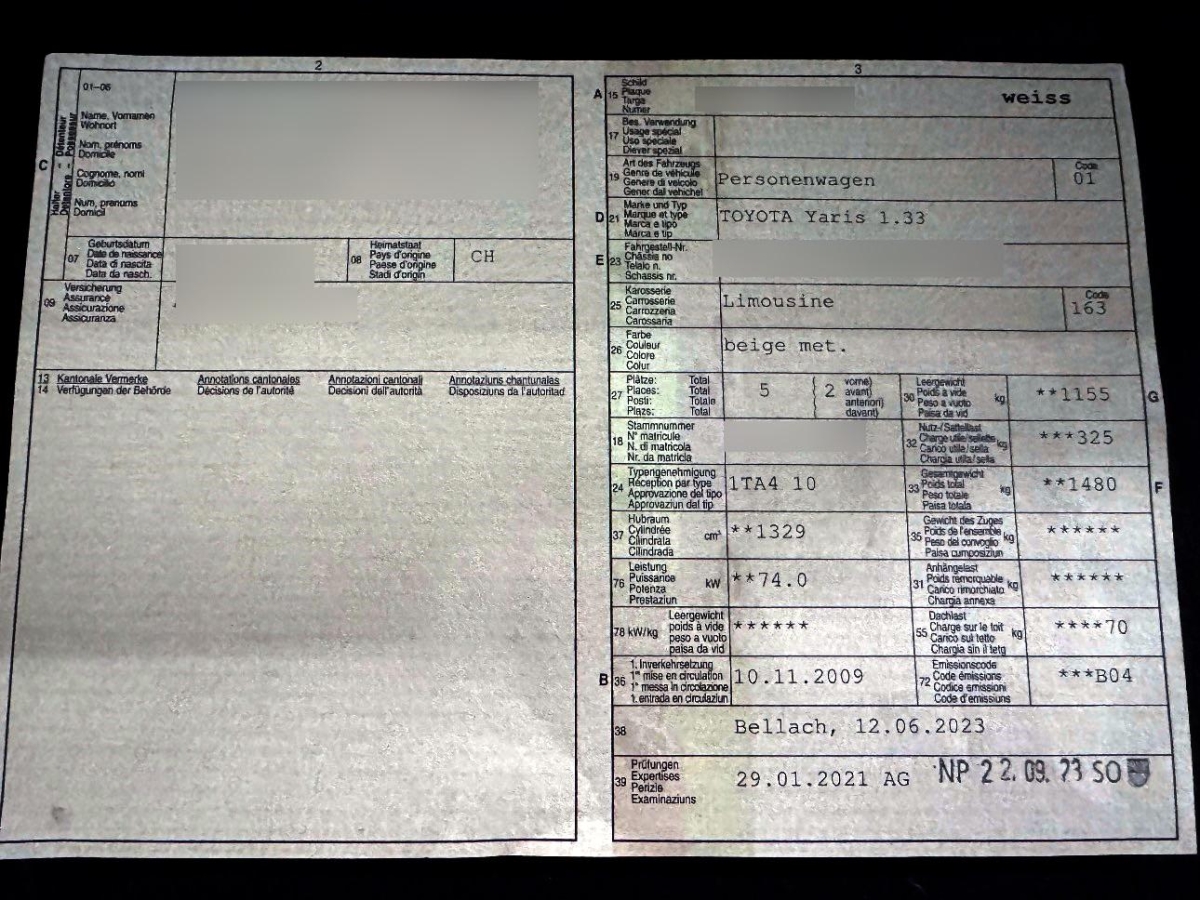 2
01-06
C
Halter Détenteur
Detentore Possessur
Name, Vornamen
Wohnort
Nom, prénoms
Domicile
Cognome, nomi
Domicilio
Num, prenums
Domicil
07
Geburtsdatum
Date de naissance
Data di nascita
Data da nasch.
08
Heimatstaat
Pays d'origine
Paese d'origine
Stadi d'origin
CH
09
Versicherung
Assurance
Assicurazione
Assicuranza
13 Kantonale Vermerke Annotations cantonales Annotazioni cantonali Annotaziuns chantunalas
14 Verfügungen der Behörde Décisions de l'autorité Decisioni dell'autorità Disposiziuns da l'autoritad
3
A 15
Schild
Plaque
Targa
Numer
weiss
17
Bes. Verwendung
Usage spécial
Uso speciale
Diever spezial
19
Art des Fahrzeugs
Genre de véhicule
Genere di veicolo
Gener dal vehichel
Personenwagen
Code
01
D 21
Marke und Typ
Marque et type
Marca e tipo
Marca e tip
TOYOTA Yaris 1.33
E 23
Fahrgestell-Nr.
Châssis no
Telaio n.
Schassis nr.
25
Karosserie
Carrosserie
Carrozzeria
Carossaria
Limousine
Code
163
26
Farbe
Couleur
Colore
Colur
beige met.
27
Plätze: Total
Places: Total
Posti: Totale
Plazs: Total
5
( 2
vorne)
avant)
anteriori)
davant)
30
Leergewicht
Poids à vide
Peso a vuoto
Paisa da vid
kg
**1155
G
18
Stammnummer
N° matricule
N. di matricola
Nr. da matricla
32
Nutz-/Sattellast
Charge utile/sellette
Carico utile/sella
Chargia utila/sella
kg
***325
24
Typengenehmigung
Réception par type
Approvazione del tipo
Approvaziun dal tip
1TA4 10
33
Gesamtgewicht
Poids total
Peso totale
Paisa totala
kg
**1480
F
37
Hubraum
Cylindrée
Cilindrata
Cilindrada
cm³
**1329
35
Gewicht des Zuges
Poids de l'ensemble
Peso del convoglio
Paisa cumposiziun
kg
******
76
Leistung
Puissance
Potenza
Prestaziun
kW
**74.0
31
Anhängelast
Poids remorquable
Carico rimorchiato
Chargia annexa
kg
******
78 kW/kg
Leergewicht
poids à vide
peso a vuoto
paisa da vid
******
55
Dachlast
Charge sur le toit
Carico sul tetto
Chargia sin il tetg
kg
****70
B 36
1. Inverkehrsetzung
1re mise en circulation
1a messa in circolazione
1. entrada en circulaziun
10.11.2009
72
Emissionscode
Code émissions
Codice emissioni
Code d'emissiuns
***B04
38
Bellach, 12.06.2023
39
Prüfungen
Expertises
Perizie
Examinaziuns
29.01.2021 AG
NP 22.09.23 SO